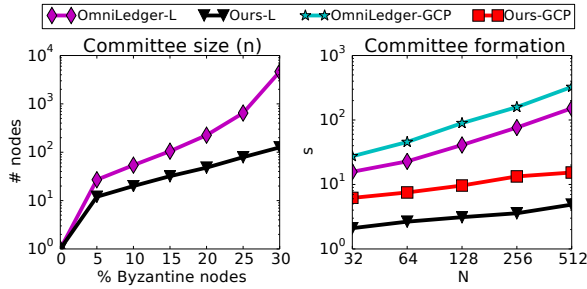 OmniLedger-L Ours-L OmniLedger-GCP Ours-GCP
Committee size (n)
# nodes
10^4
10^3
10^2
10^1
10^0
0 5 10 15 20 25 30
% Byzantine nodes
Committee formation
s
10^3
10^2
10^1
10^0
32 64 128 256 512
N